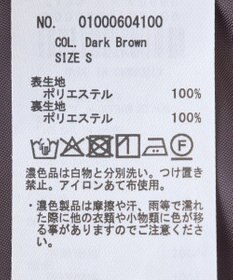 NO.　01000604100
COL. Dark Brown
SIZE S
表生地
ポリエステル　100%
裏生地
ポリエステル　100%
濃色品は白物と分別洗い。つけ置き
禁止。アイロンあて布使用。
・濃色製品は摩擦や汗、雨等で濡れ
た際に他の衣類や小物類に色が移
る事がありますのでご注意くださ
い。